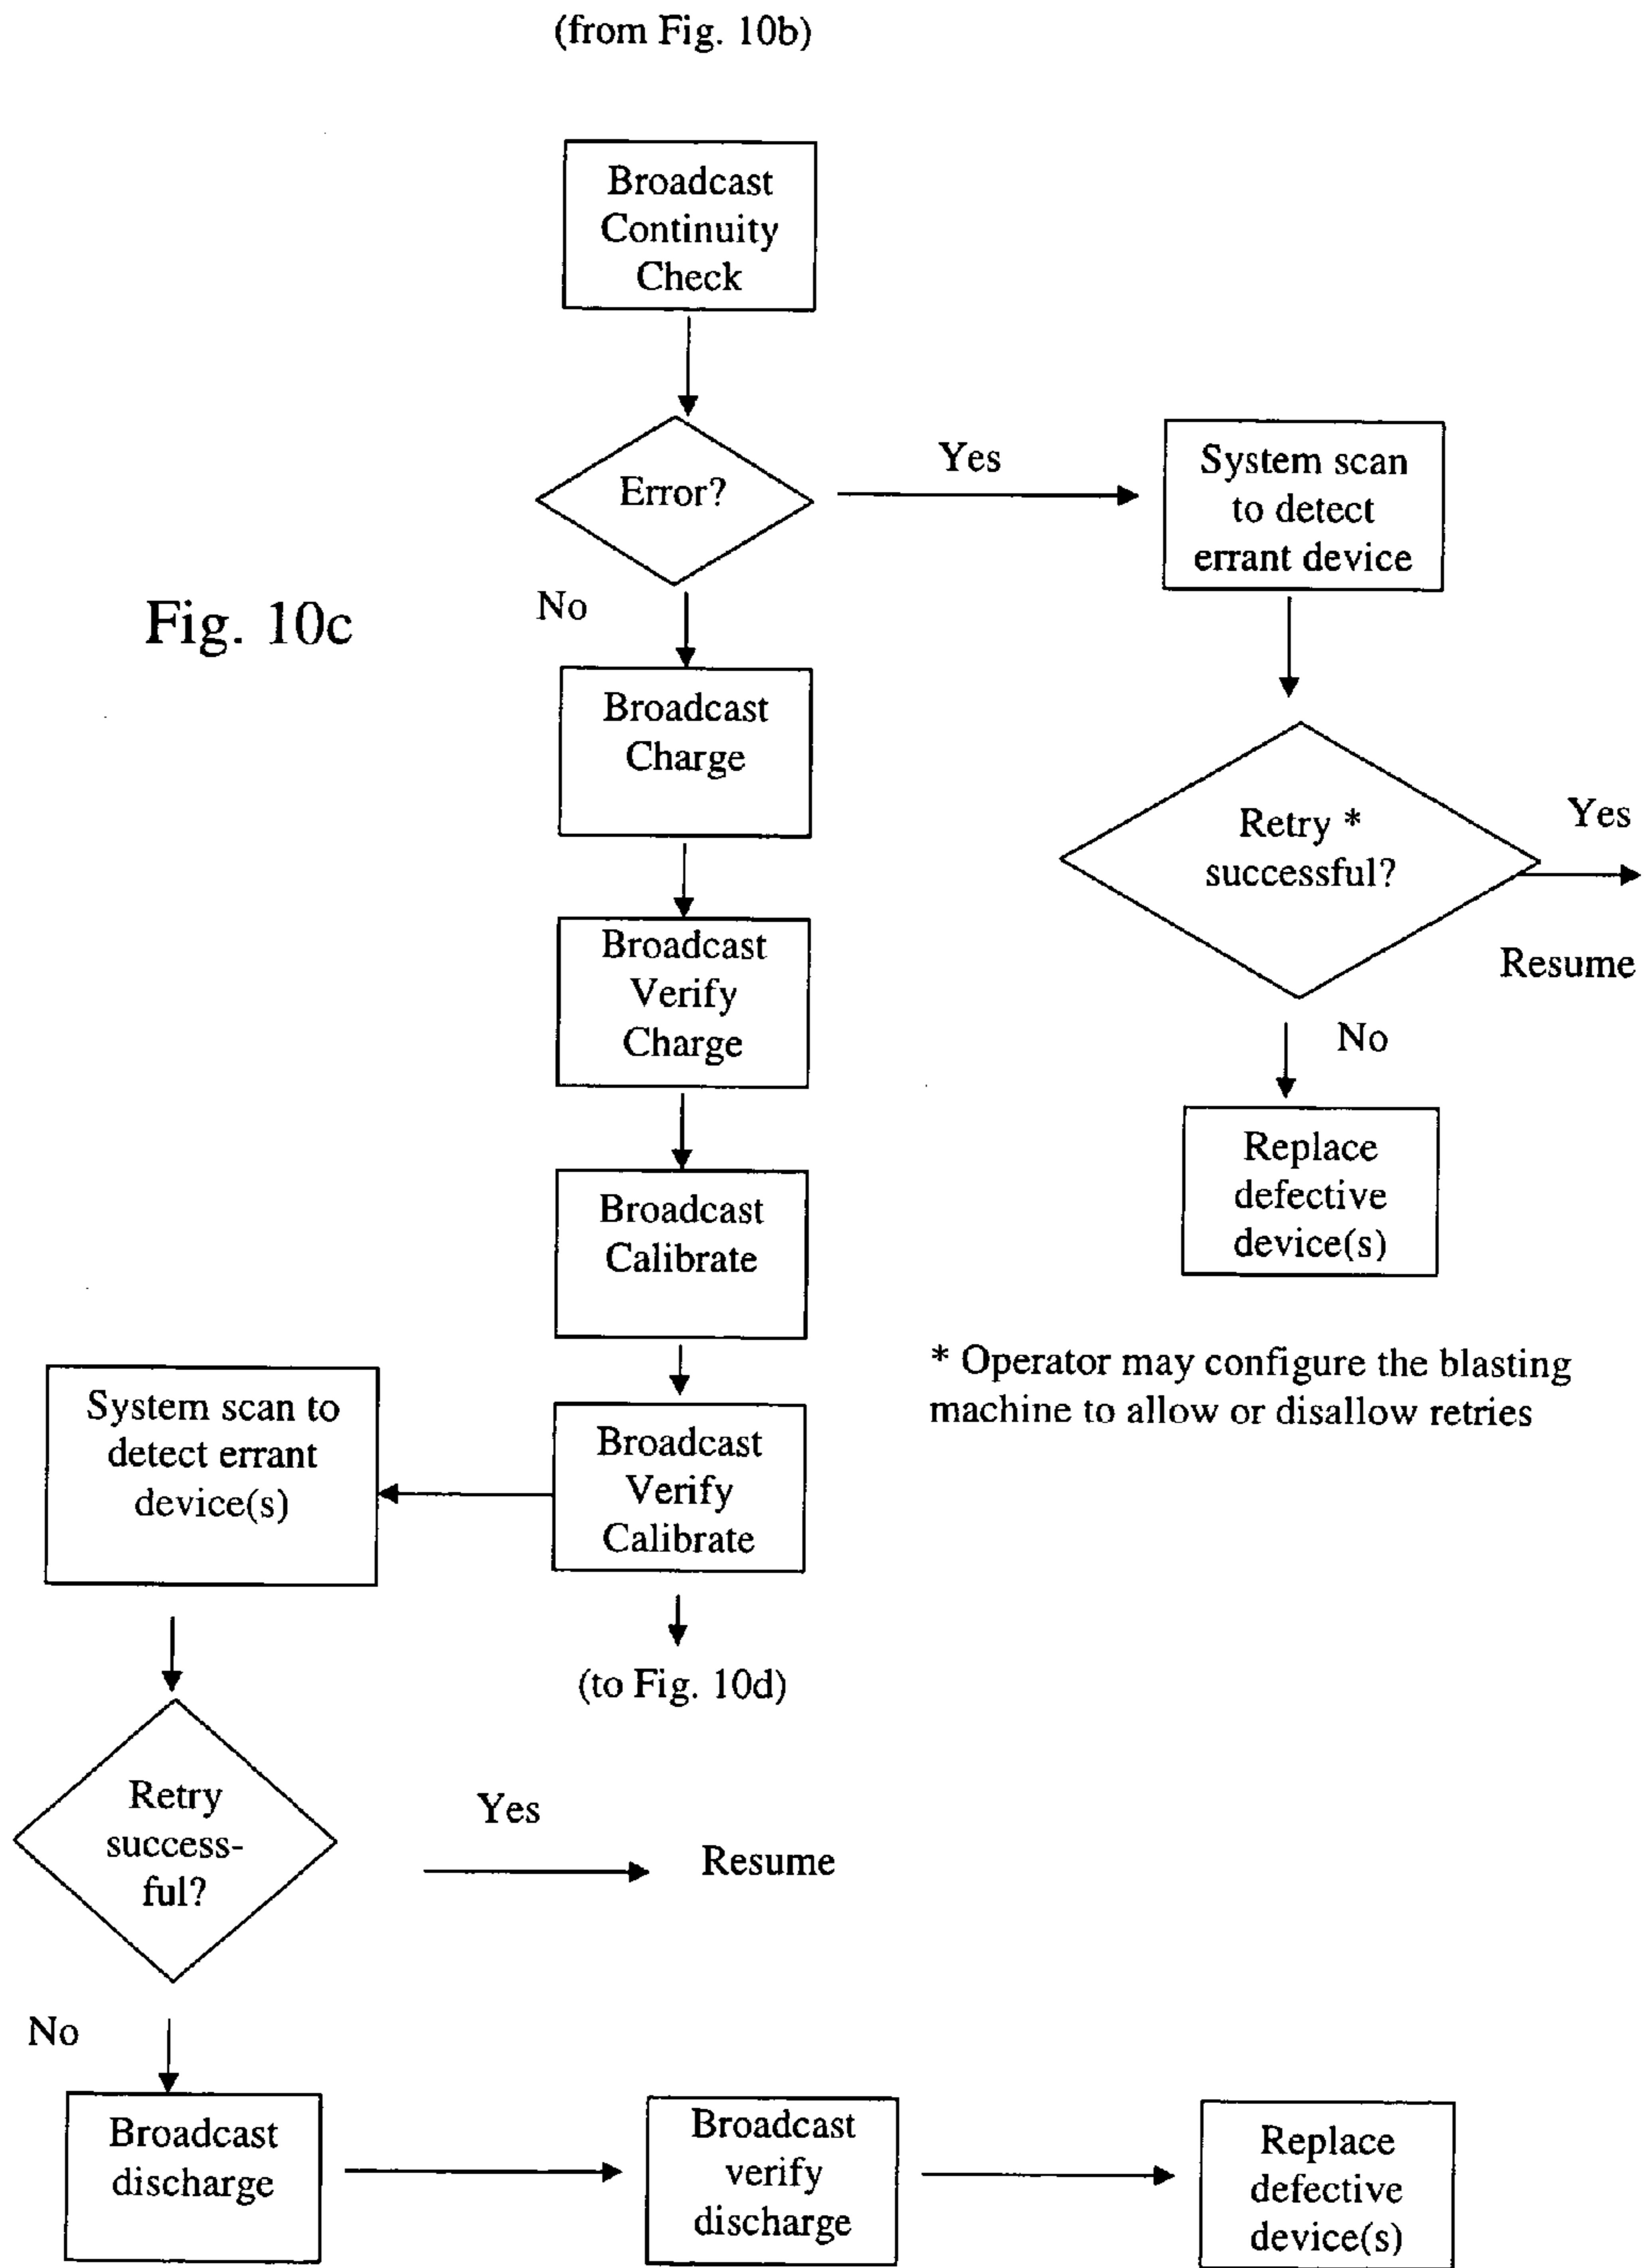 (from Fig. 10b)
Broadcast
Continuity
Check
Error?
Yes
System scan
to detect
errant device
No
Fig. 10c
Broadcast
Charge
Retry *
successful?
Yes
Resume
Broadcast
Verify
Charge
No
Replace
defective
device(s)
Broadcast
Calibrate
* Operator may configure the blasting
machine to allow or disallow retries
System scan to
detect errant
device(s)
Broadcast
Verify
Calibrate
(to Fig. 10d)
Retry
success-
ful?
Yes
Resume
No
Broadcast
discharge
Broadcast
verify
discharge
Replace
defective
device(s)